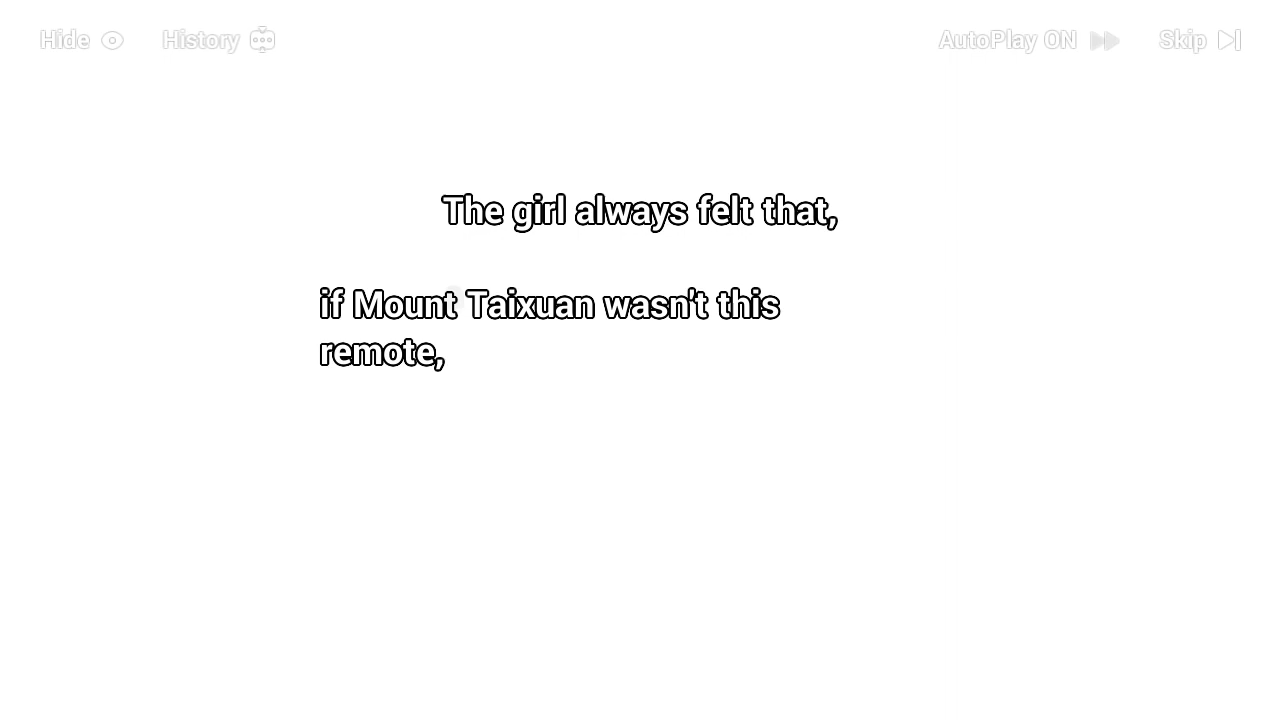 Hide
History
AutoPlay ON
Skip
The girl always felt that,
if Mount Taixuan wasn't this
remote,